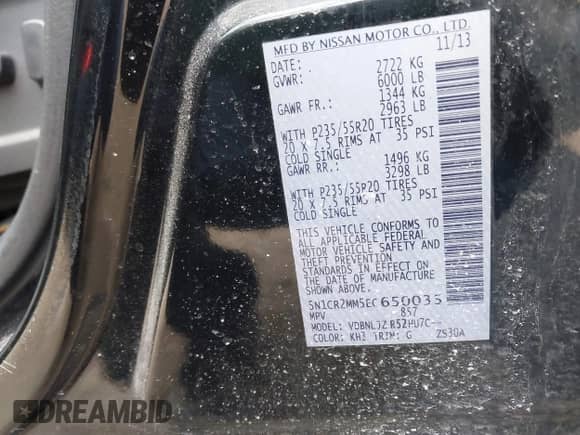 MFD BY NISSAN MOTOR CO., LTD.
DATE: . 11/13
GVWR: 2722 KG
6000 LB
GAWR FR.: 1344 KG
2963 LB
WITH P235/55R20 TIRES
20 X 7.5 RIMS AT 35 PSI
COLD SINGLE
GAWR RR.: 1496 KG
3298 LB
WITH P235/55R20 TIRES
20 X 7.5 RIMS AT 35 PSI
COLD SINGLE
THIS VEHICLE CONFORMS TO
ALL APPLICABLE FEDERAL
MOTOR VEHICLE SAFETY AND
THEFT PREVENTION
STANDARDS IN EFFECT ON
THE DATE OF MANUFACTURE
SHOWN ABOVE.
5N1CR2MM5EC650035
MPV 857
MODEL:
COLOR: KH3 TRIM: G ZS30A
DREAMBID